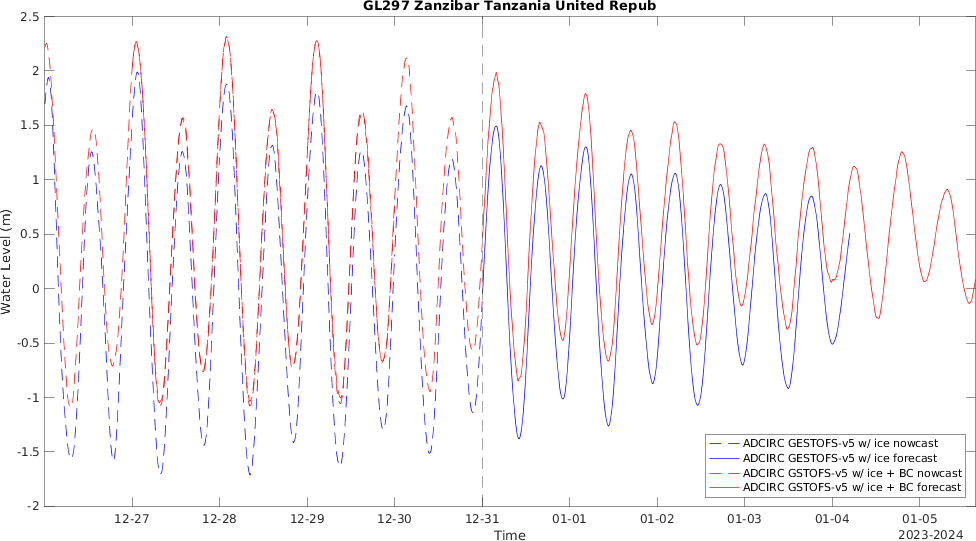 GL297 Zanzibar Tanzania United Repub
2.5
2
1.5
1
0.5
0
-0.5
-1
-1.5
-2
Water Level (m)
ADCIRC GESTOFS-v5 w/ ice nowcast
ADCIRC GESTOFS-v5 w/ ice forecast
ADCIRC GSTOFS-v5 w/ ice + BC nowcast
ADCIRC GSTOFS-v5 w/ ice + BC forecast
12-27 12-28 12-29 12-30 12-31 01-01 01-02 01-03 01-04 01-05
Time
2023-2024